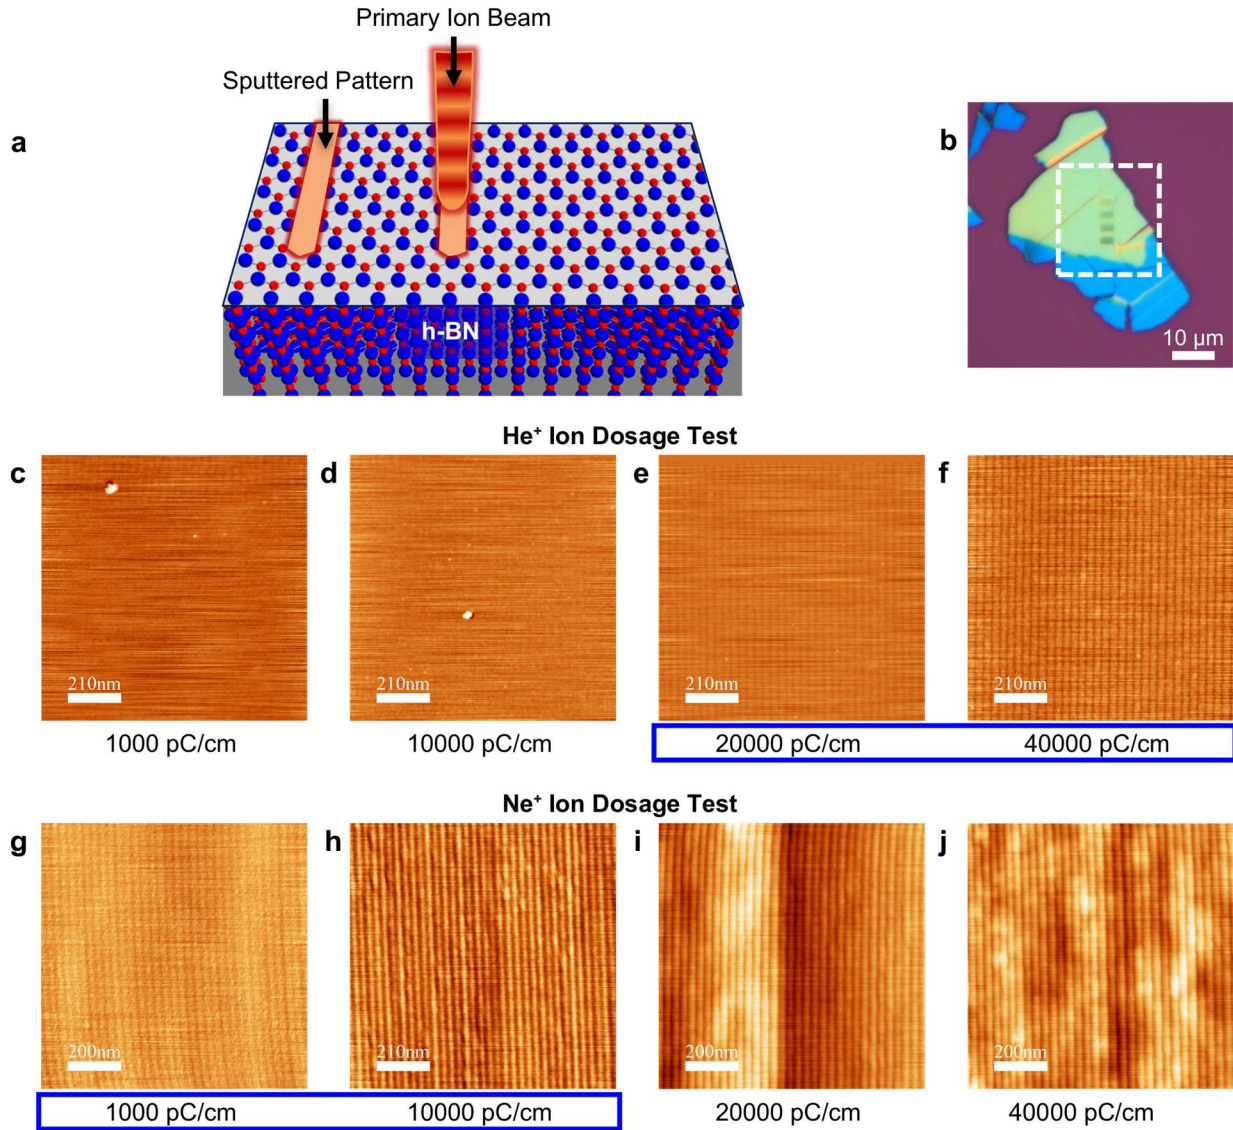 Primary Ion Beam
Sputtered Pattern
a
b
h-BN
10 µm
He⁺ Ion Dosage Test
c
d
e
f
210nm
210nm
210nm
210nm
1000 pC/cm
10000 pC/cm
20000 pC/cm
40000 pC/cm
Ne⁺ Ion Dosage Test
g
h
i
j
200nm
210nm
200nm
200nm
1000 pC/cm
10000 pC/cm
20000 pC/cm
40000 pC/cm